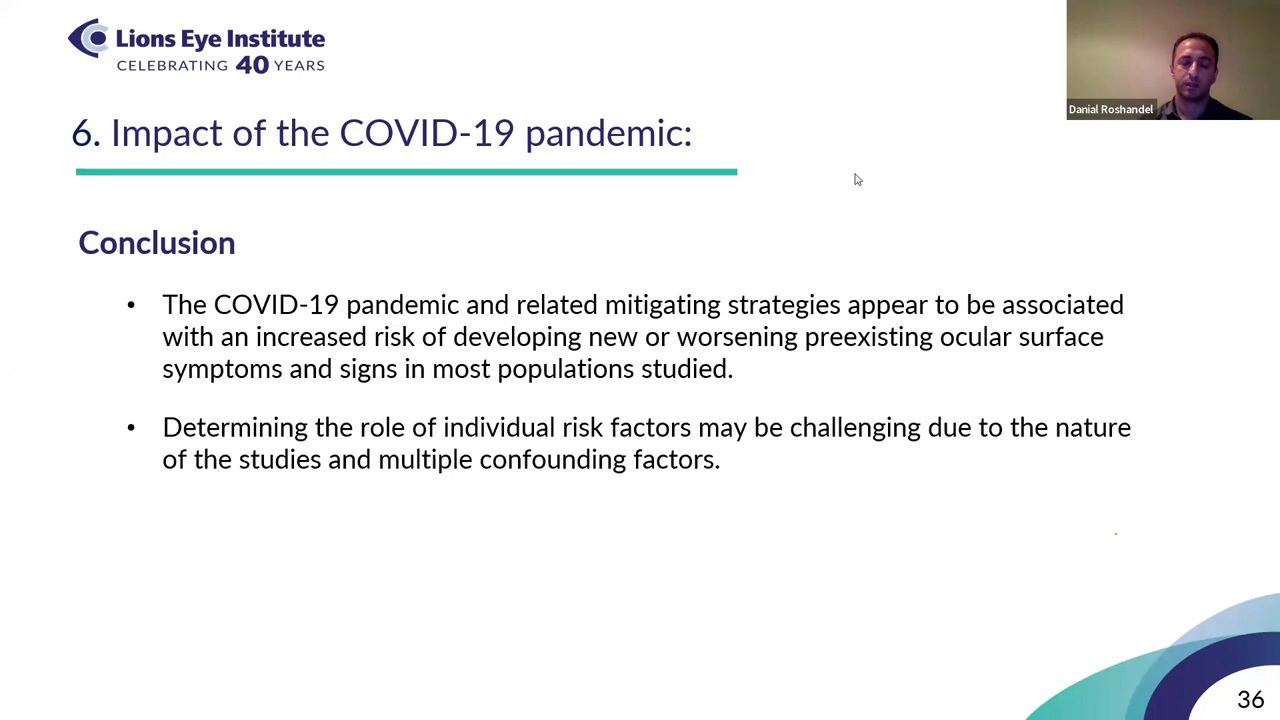 Lions Eye Institute
CELEBRATING 40 YEARS
Danial Roshandel
6. Impact of the COVID-19 pandemic:
Conclusion
• The COVID-19 pandemic and related mitigating strategies appear to be associated
with an increased risk of developing new or worsening preexisting ocular surface
symptoms and signs in most populations studied.
• Determining the role of individual risk factors may be challenging due to the nature
of the studies and multiple confounding factors.
36